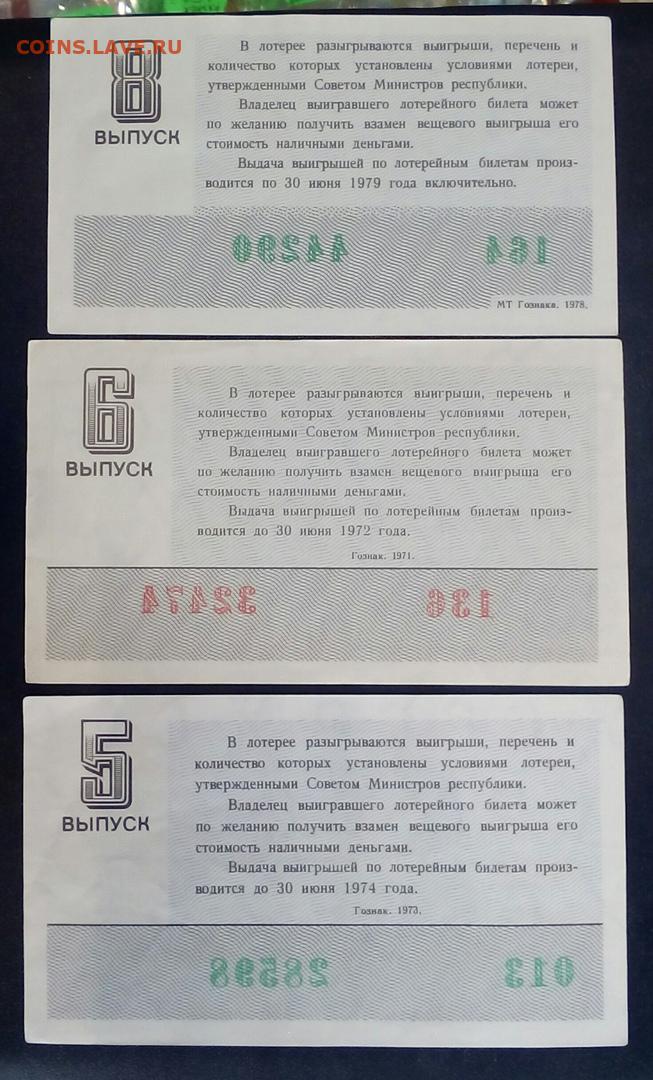 COINS.LAVE.RU
8
ВЫПУСК
В лотерее разыгрываются выигрыши, перечень и
количество которых установлены условиями лотереи,
утвержденными Советом Министров республики.
Владелец выигравшего лотерейного билета может
по желанию получить взамен вещевого выигрыша его
стоимость наличными деньгами.
Выдача выигрышей по лотерейным билетам произ-
водится по 30 июня 1979 года включительно.
44290 164
МТ Гознака. 1978.
6
ВЫПУСК
В лотерее разыгрываются выигрыши, перечень и
количество которых установлены условиями лотереи,
утвержденными Советом Министров республики.
Владелец выигравшего лотерейного билета может
по желанию получить взамен вещевого выигрыша его
стоимость наличными деньгами.
Выдача выигрышей по лотерейным билетам произ-
водится до 30 июня 1972 года.
Гознак. 1971.
32474 136
5
ВЫПУСК
В лотерее разыгрываются выигрыши, перечень и
количество которых установлены условиями лотереи,
утвержденными Советом Министров республики.
Владелец выигравшего лотерейного билета может
по желанию получить взамен вещевого выигрыша его
стоимость наличными деньгами.
Выдача выигрышей по лотерейным билетам произ-
водится до 30 июня 1974 года.
Гознак. 1973.
28598 013